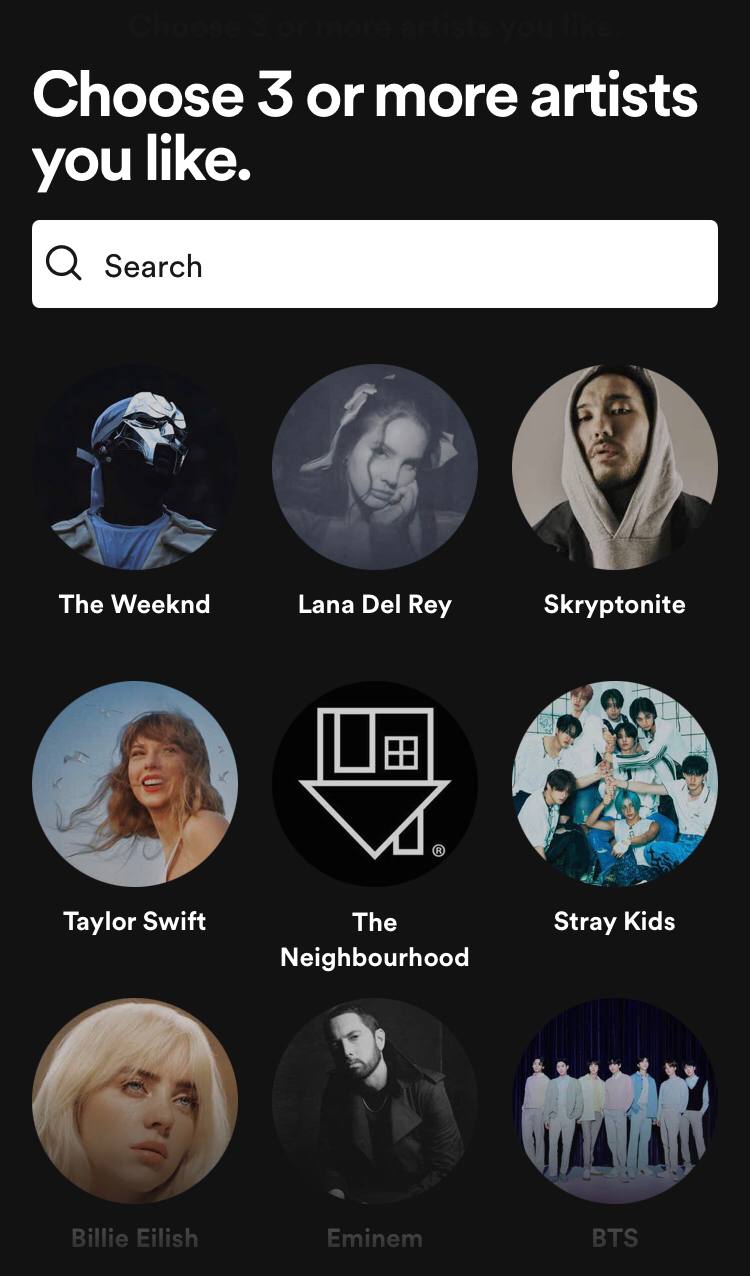 Choose 3 or more artists you like.
Choose 3 or more artists
you like.
Search
The Weeknd
Lana Del Rey
Skryptonite
Taylor Swift
The
Neighbourhood
®
Stray Kids
Billie Eilish
Eminem
BTS